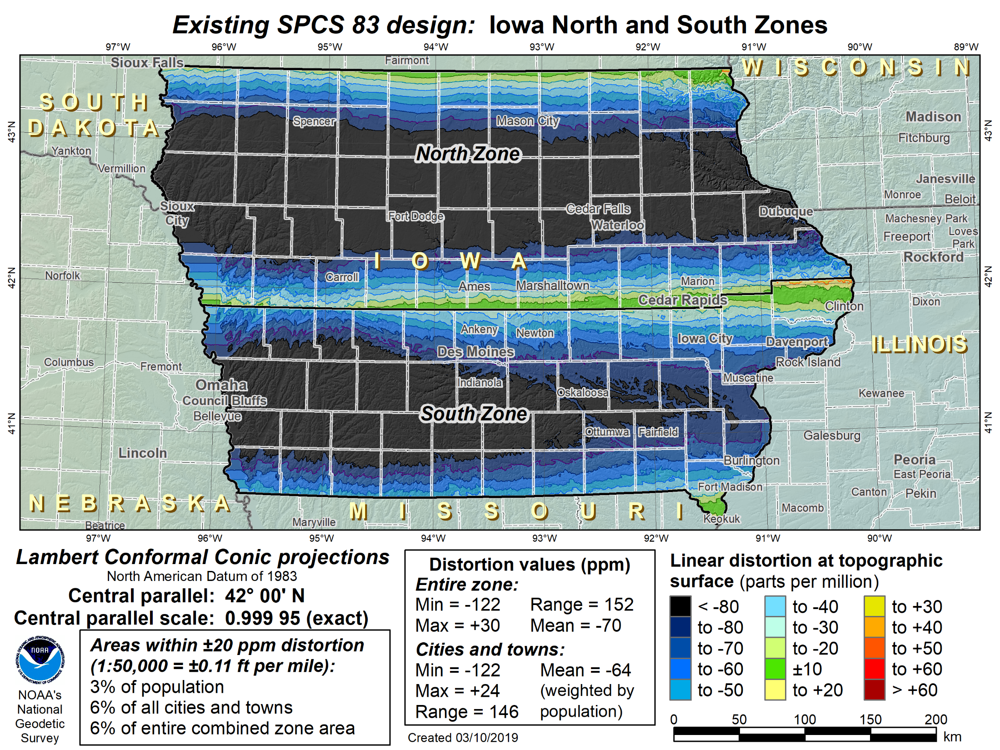 Existing SPCS 83 design: Iowa North and South Zones
97°W 96°W 95°W 94°W 93°W 92°W 91°W 90°W 89°W
Sioux Falls
Fairmont
WISCONSIN
SOUTH
DAKOTA
43°N
43°N
Spencer
Mason City
Madison
Fitchburg
Yankton
North Zone
Vermillion
Janesville
Monroe
Beloit
Sioux
City
Fort Dodge
Cedar Falls
Waterloo
Dubuque
Machesney Park
Freeport
Loves
Park
IOWA
Rockford
42°N
42°N
Norfolk
Carroll
Ames
Marshalltown
Marion
Cedar Rapids
Clinton
Dixon
Ankeny
Newton
Iowa City
Davenport
ILLINOIS
Des Moines
Columbus
Fremont
Rock Island
Omaha
Indianola
Muscatine
Council Bluffs
Oskaloosa
Kewanee
Bellevue
South Zone
41°N
41°N
Ottumwa
Fairfield
Galesburg
Lincoln
Burlington
Peoria
East Peoria
NEBRASKA
Fort Madison
Canton
Pekin
MISSOURI
Macomb
Beatrice
Maryville
Keokuk
97°W 96°W 95°W 94°W 93°W 92°W 91°W 90°W
Lambert Conformal Conic projections
North American Datum of 1983
Central parallel: 42° 00' N
Central parallel scale: 0.999 95 (exact)
NATIONAL OCEANIC AND ATMOSPHERIC ADMINISTRATION
NOAA
U.S. DEPARTMENT OF COMMERCE
NOAA's
National
Geodetic
Survey
Areas within ±20 ppm distortion
(1:50,000 = ±0.11 ft per mile):
3% of population
6% of all cities and towns
6% of entire combined zone area
Distortion values (ppm)
Entire zone:
Min = -122 Range = 152
Max = +30 Mean = -70
Cities and towns:
Min = -122 Mean = -64
Max = +24 (weighted by
Range = 146 population)
Created 03/10/2019
Linear distortion at topographic
surface (parts per million)
< -80 to -40 to +30
to -80 to -30 to +40
to -70 to -20 to +50
to -60 ±10 to +60
to -50 to +20 > +60
0 50 100 150 200
km